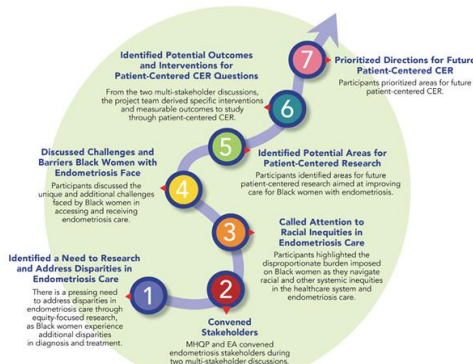 7
Prioritized Directions for Future
Patient-Centered CER
Participants prioritized areas for future
patient-centered CER.
Identified Potential Outcomes
and Interventions for
Patient-Centered CER Questions
From the two multi-stakeholder discussions,
the project team derived specific interventions
and measurable outcomes to study
through patient-centered CER.
6
5
Identified Potential Areas for
Patient-Centered Research
Participants identified areas for future
patient-centered research aimed at improving
care for Black women with endometriosis.
Discussed Challenges and
Barriers Black Women with
Endometriosis Face
Participants discussed the
unique and additional challenges
faced by Black women in
accessing and receiving
endometriosis care.
4
3
Called Attention to
Racial Inequities in
Endometriosis Care
Participants highlighted the
disproportionate burden imposed
on Black women as they navigate
racial and other systemic inequities
in the healthcare system and
endometriosis care.
Identified a Need to Research
and Address Disparities in
Endometriosis Care
There is a pressing need
to address disparities in
endometriosis care through
equity-focused research,
as Black women experience
additional disparities
in diagnosis and treatment.
1
2
Convened
Stakeholders
MHQP and EA convened
endometriosis stakeholders during
two multi-stakeholder discussions.